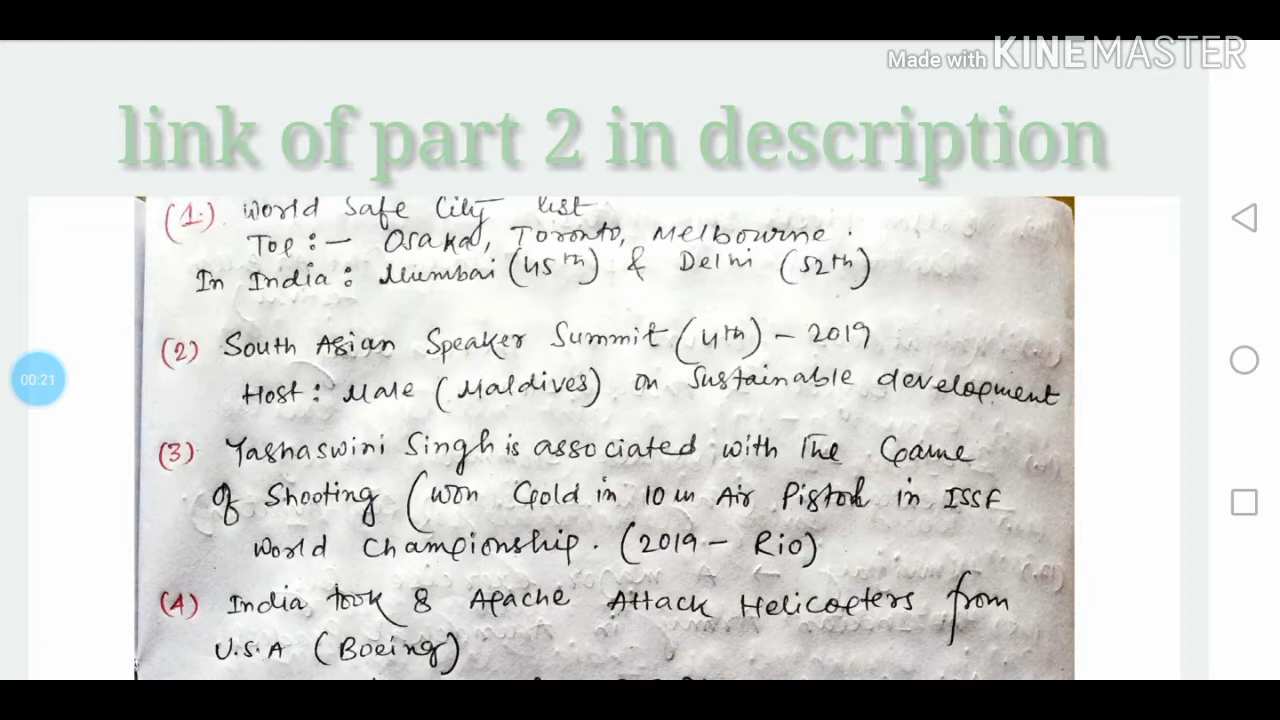 Made with KINEMASTER
link of part 2 in description
(1.) World Safe City list
Top :- Osaka, Toronto, Melbourne.
In India : Mumbai (45th) & Delhi (52th)
(2) South Asian Speaker Summit (4th) - 2019
Host : Male (Maldives) on Sustainable development
00:21
(3) Yashaswini Singh is associated with The Game
of Shooting (won Gold in 10 m Air Pistol in ISSF
World Championship. (2019 - Rio)
(4) India took 8 Apache Attack Helicopters from
U.S.A (Boeing)